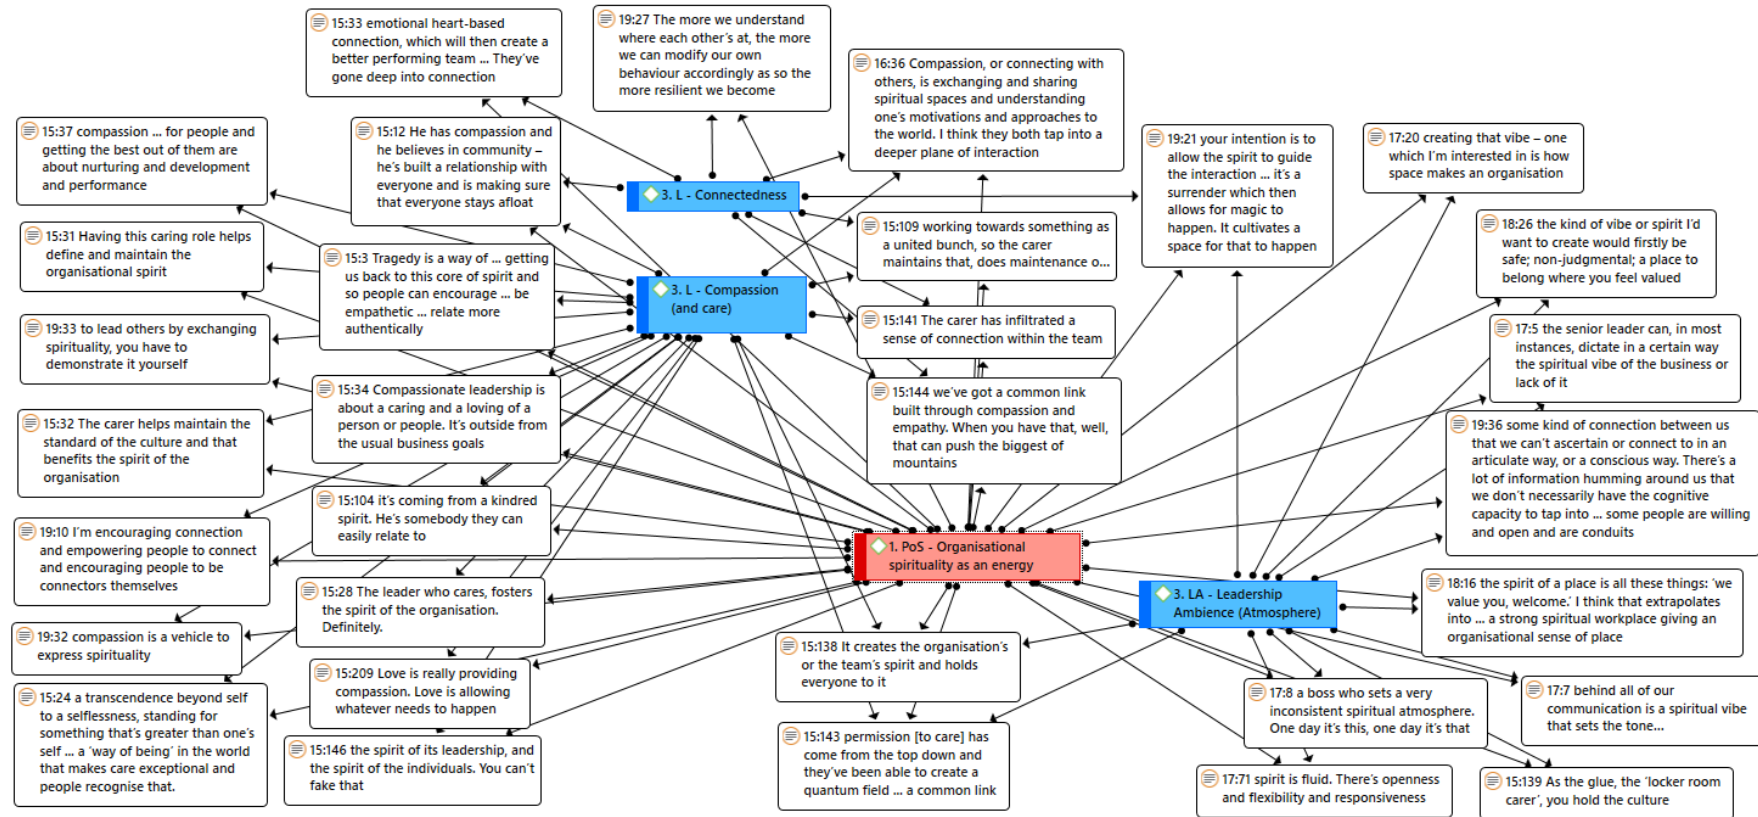 15:33 emotional heart-based
connection, which will then create a
better performing team ... They've
gone deep into connection
19:27 The more we understand
where each other's at, the more
we can modify our own
behaviour accordingly as so the
more resilient we become
16:36 Compassion, or connecting with
others, is exchanging and sharing
spiritual spaces and understanding
one's motivations and approaches to
the world. I think they both tap into a
deeper plane of interaction
15:37 compassion ... for people and
getting the best out of them are
about nurturing and development
and performance
15:12 He has compassion and
he believes in community –
he's built a relationship with
everyone and is making sure
that everyone stays afloat
19:21 your intention is to
allow the spirit to guide
the interaction ... it's a
surrender which then
allows for magic to
happen. It cultivates a
space for that to happen
17:20 creating that vibe – one
which I'm interested in is how
space makes an organisation
3. L - Connectedness
15:31 Having this caring role helps
define and maintain the
organisational spirit
15:3 Tragedy is a way of ... getting
us back to this core of spirit and
so people can encourage ... be
empathetic ... relate more
authentically
15:109 working towards something as
a united bunch, so the carer
maintains that, does maintenance o...
18:26 the kind of vibe or spirit I'd
want to create would firstly be
safe; non-judgmental; a place to
belong where you feel valued
3. L - Compassion
(and care)
19:33 to lead others by exchanging
spirituality, you have to
demonstrate it yourself
15:141 The carer has infiltrated a
sense of connection within the team
17:5 the senior leader can, in most
instances, dictate in a certain way
the spiritual vibe of the business or
lack of it
15:34 Compassionate leadership is
about a caring and a loving of a
person or people. It's outside from
the usual business goals
15:144 we've got a common link
built through compassion and
empathy. When you have that, well,
that can push the biggest of
mountains
15:32 The carer helps maintain the
standard of the culture and that
benefits the spirit of the
organisation
19:36 some kind of connection between us
that we can't ascertain or connect to in an
articulate way, or a conscious way. There's a
lot of information humming around us that
we don't necessarily have the cognitive
capacity to tap into ... some people are willing
and open and are conduits
15:104 it's coming from a kindred
spirit. He's somebody they can
easily relate to
19:10 I'm encouraging connection
and empowering people to connect
and encouraging people to be
connectors themselves
1. PoS - Organisational
spirituality as an energy
15:28 The leader who cares, fosters
the spirit of the organisation.
Definitely.
3. LA - Leadership
Ambience (Atmosphere)
18:16 the spirit of a place is all these things: 'we
value you, welcome.' I think that extrapolates
into ... a strong spiritual workplace giving an
organisational sense of place
19:32 compassion is a vehicle to
express spirituality
15:138 It creates the organisation's
or the team's spirit and holds
everyone to it
15:209 Love is really providing
compassion. Love is allowing
whatever needs to happen
17:8 a boss who sets a very
inconsistent spiritual atmosphere.
One day it's this, one day it's that
17:7 behind all of our
communication is a spiritual vibe
that sets the tone...
15:24 a transcendence beyond self
to a selflessness, standing for
something that's greater than one's
self ... a 'way of being' in the world
that makes care exceptional and
people recognise that.
15:146 the spirit of its leadership, and
the spirit of the individuals. You can't
fake that
15:143 permission [to care] has
come from the top down and
they've been able to create a
quantum field ... a common link
17:71 spirit is fluid. There's openness
and flexibility and responsiveness
15:139 As the glue, the 'locker room
carer', you hold the culture